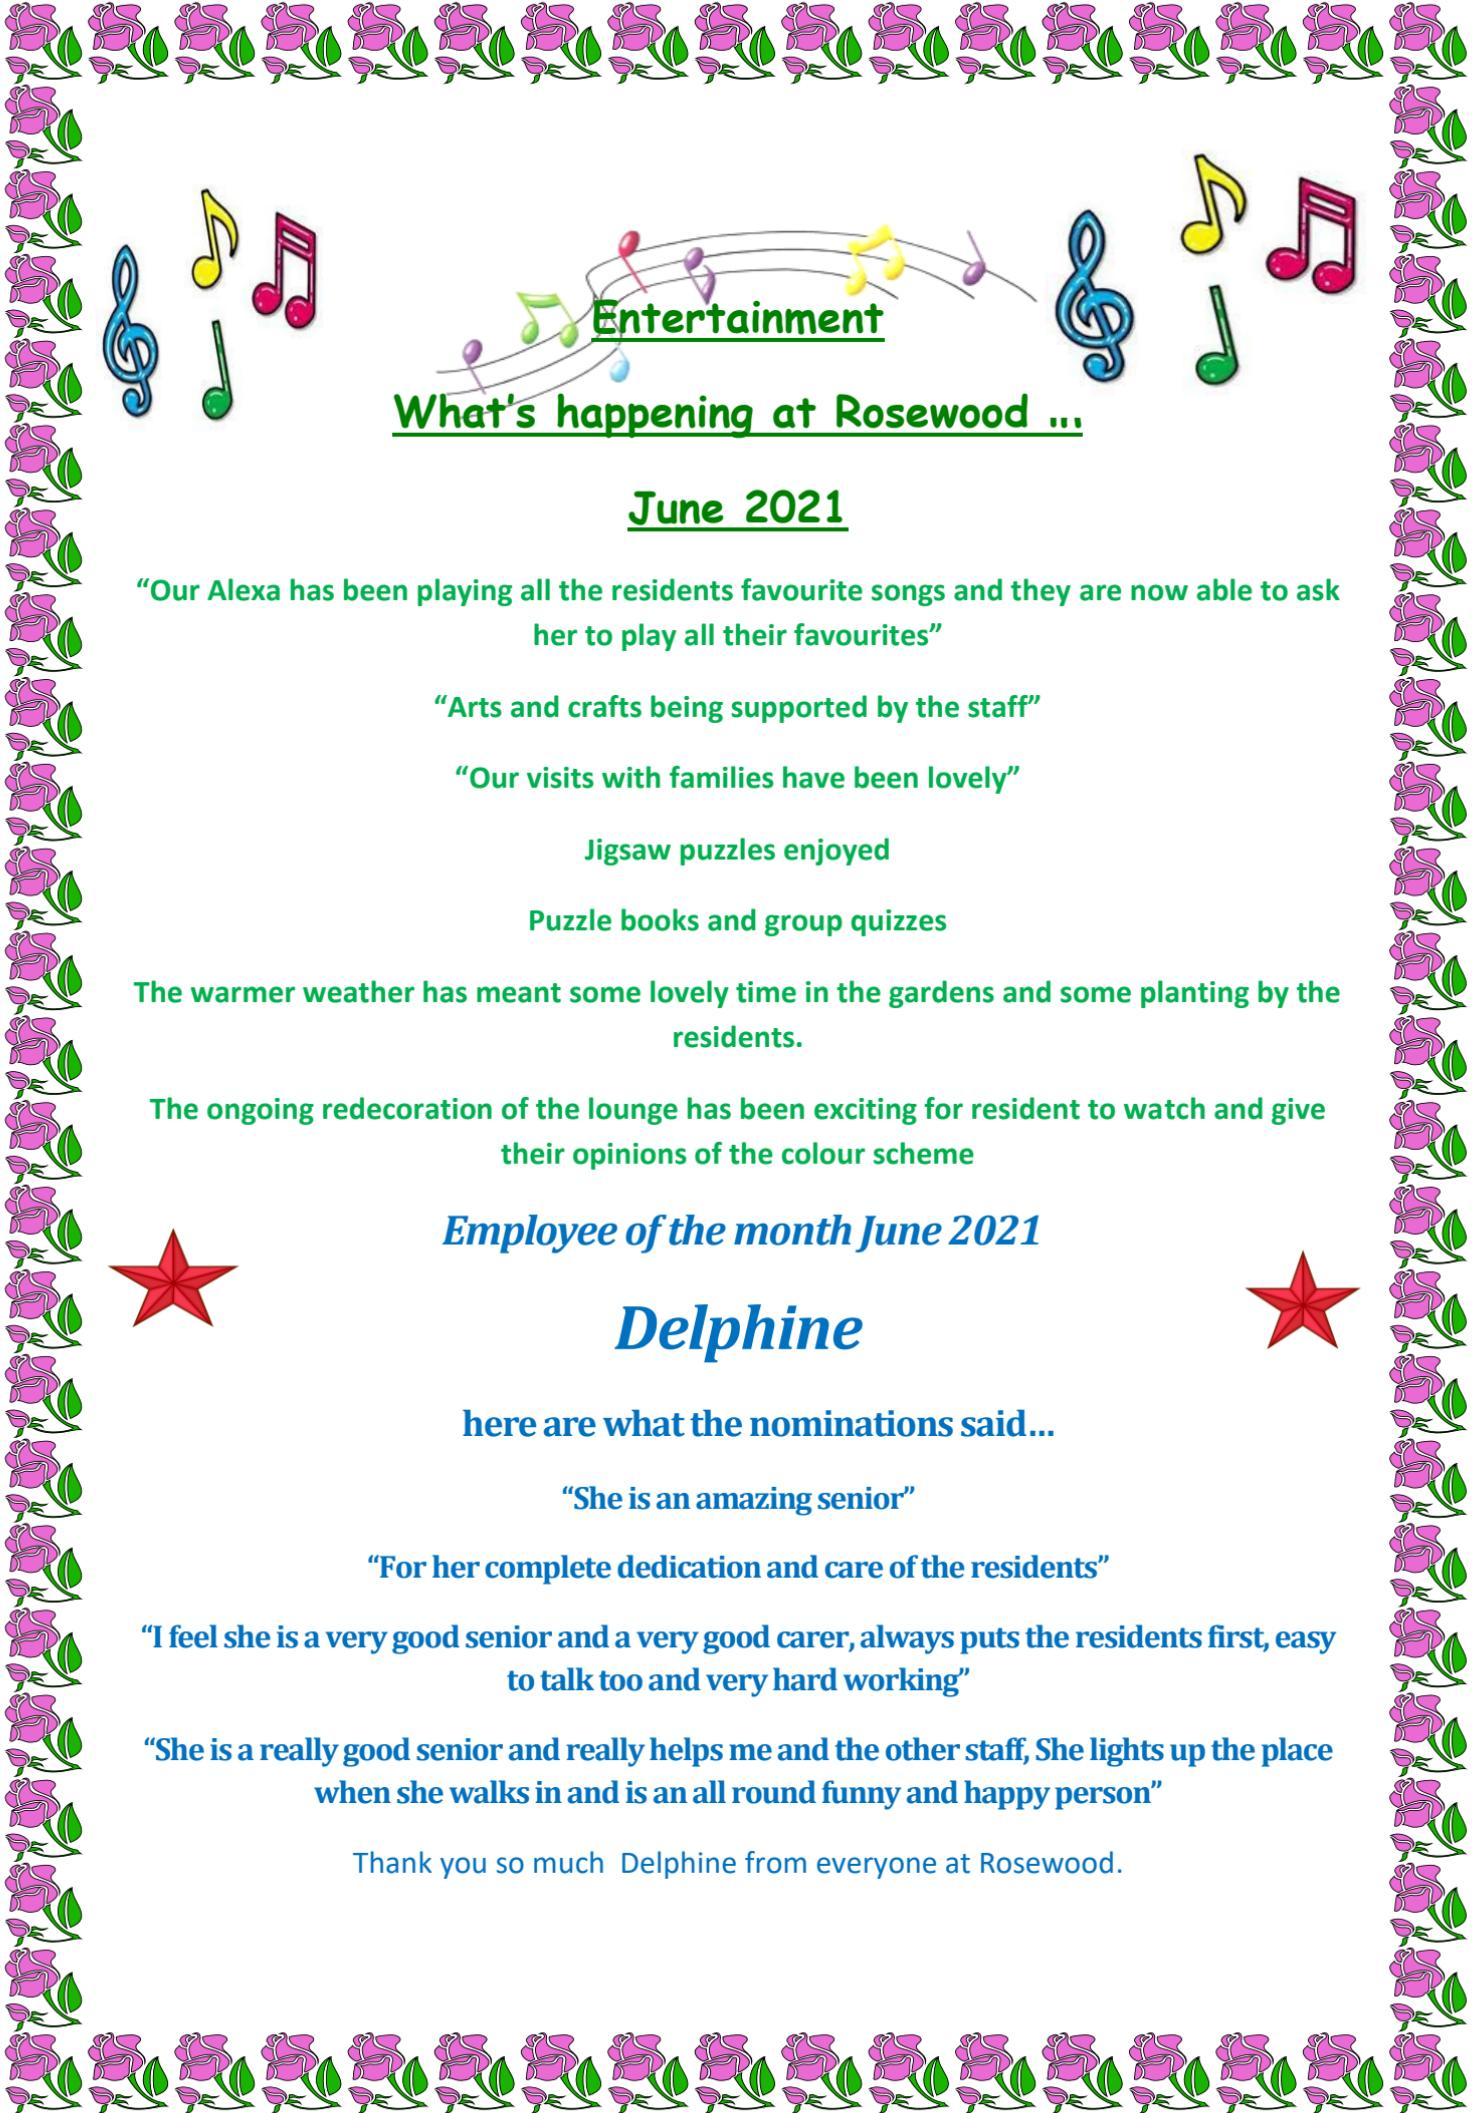 Entertainment
What's happening at Rosewood ...
June 2021
“Our Alexa has been playing all the residents favourite songs and they are now able to ask
her to play all their favourites”
“Arts and crafts being supported by the staff”
“Our visits with families have been lovely”
Jigsaw puzzles enjoyed
Puzzle books and group quizzes
The warmer weather has meant some lovely time in the gardens and some planting by the
residents.
The ongoing redecoration of the lounge has been exciting for resident to watch and give
their opinions of the colour scheme
Employee of the month June 2021
Delphine
here are what the nominations said…
“She is an amazing senior”
“For her complete dedication and care of the residents”
“I feel she is a very good senior and a very good carer, always puts the residents first, easy
to talk too and very hard working”
“She is a really good senior and really helps me and the other staff, She lights up the place
when she walks in and is an all round funny and happy person”
Thank you so much  Delphine from everyone at Rosewood.